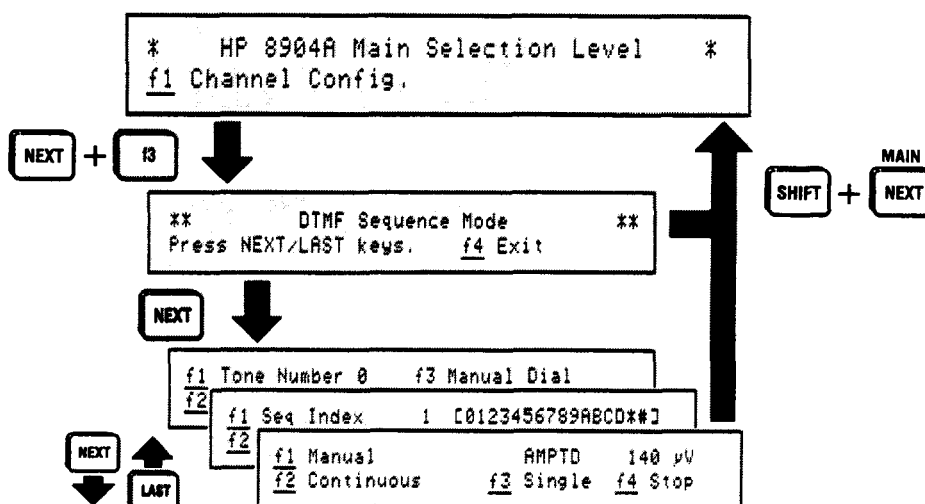 * HP 8904A Main Selection Level *
f1 Channel Config.
NEXT + f3
MAIN
SHIFT + NEXT
** DTMF Sequence Mode **
Press NEXT/LAST keys. f4 Exit
NEXT
f1 Tone Number 0 f3 Manual Dial
f2
f1 Seq Index 1 [0123456789ABCD*#]
f2
f1 Manual AMPTD 140 µV
f2 Continuous f3 Single f4 Stop
NEXT
LAST